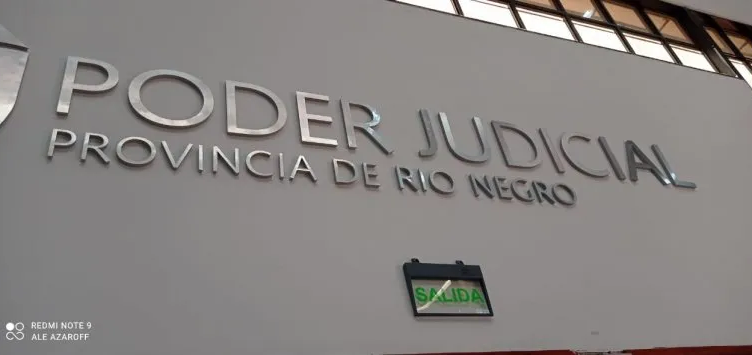 PODER JUDICIAL
PROVINCIA DE RIO NEGRO
SALIDA
REDMI NOTE 9
ALE AZAROFF